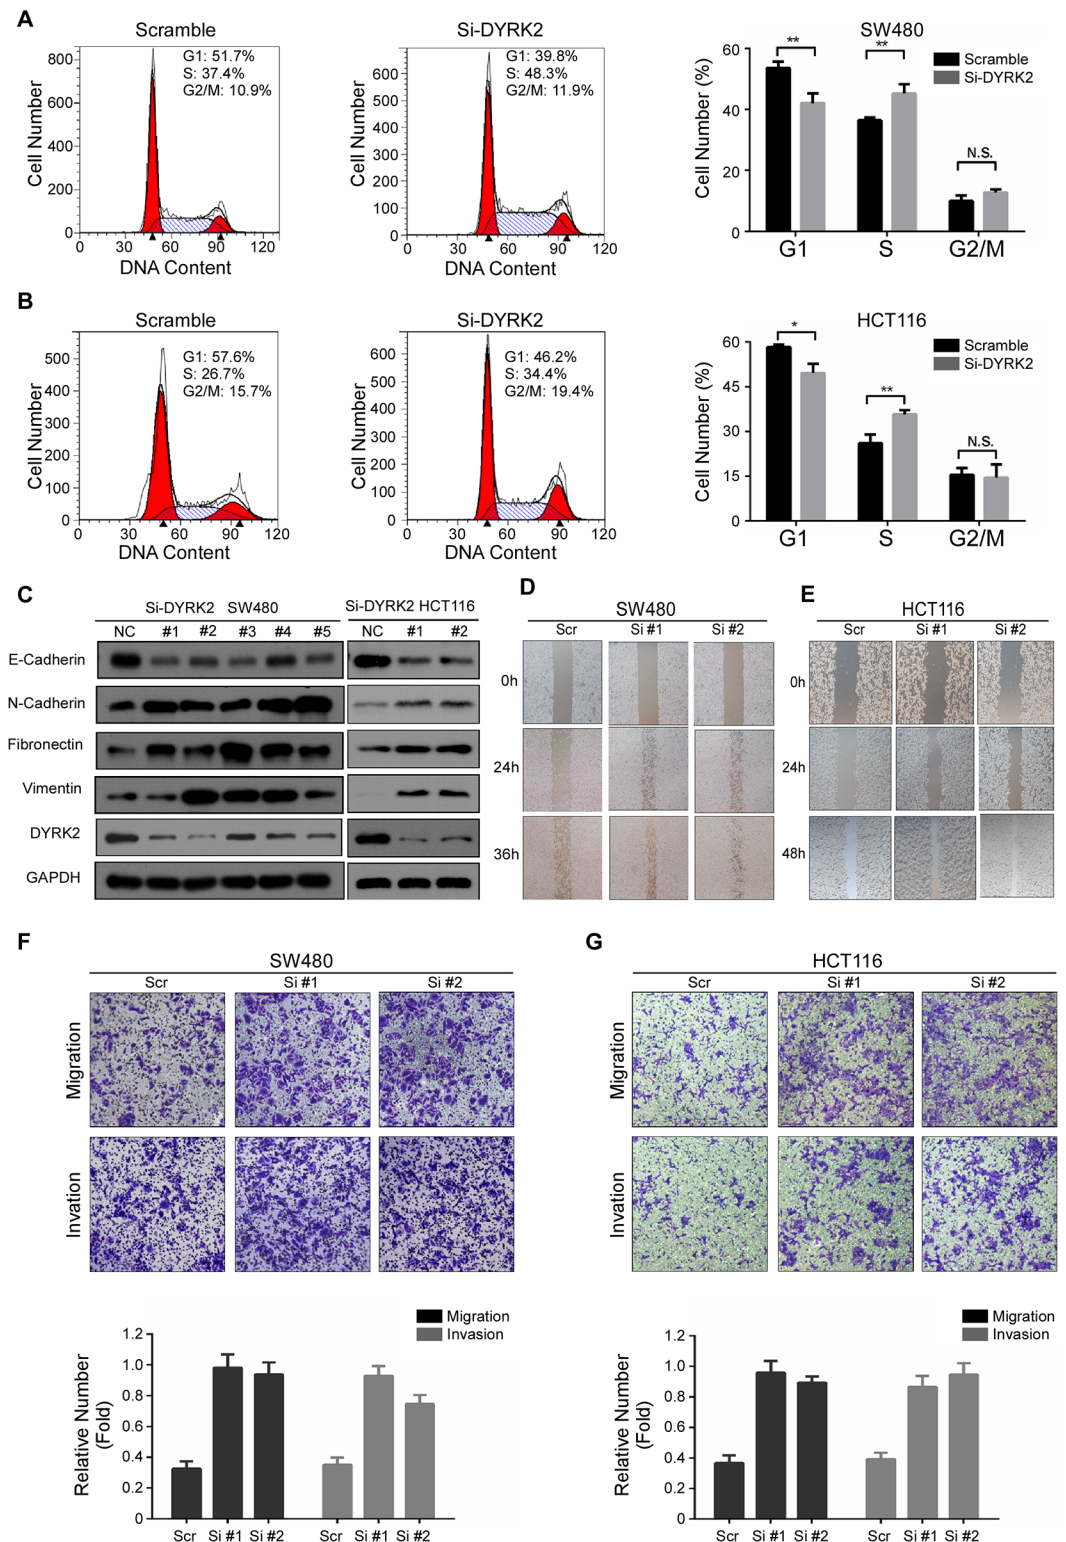 A
Scramble
G1: 51.7%
S: 37.4%
G2/M: 10.9%
Cell Number
800
600
400
200
0
0 30 60 90 120
DNA Content
Si-DYRK2
G1: 39.8%
S: 48.3%
G2/M: 11.9%
Cell Number
600
500
400
300
200
100
0
0 30 60 90 120
DNA Content
SW480
Scramble
Si-DYRK2
Cell Number (%)
60
40
20
0
** ** N.S.
G1 S G2/M
B
Scramble
G1: 57.6%
S: 26.7%
G2/M: 15.7%
Cell Number
500
400
300
200
100
0
0 30 60 90 120
DNA Content
Si-DYRK2
G1: 46.2%
S: 34.4%
G2/M: 19.4%
Cell Number
600
500
400
300
200
100
0
0 30 60 90 120
DNA Content
HCT116
Scramble
Si-DYRK2
Cell Number (%)
60
45
30
15
0
* ** N.S.
G1 S G2/M
C
Si-DYRK2 SW480
Si-DYRK2 HCT116
NC #1 #2 #3 #4 #5
NC #1 #2
E-Cadherin
N-Cadherin
Fibronectin
Vimentin
DYRK2
GAPDH
D
SW480
Scr Si #1 Si #2
0h
24h
36h
E
HCT116
Scr Si #1 Si #2
0h
24h
48h
F
SW480
Scr Si #1 Si #2
Migration
Invation
Migration
Invasion
Relative Number
(Fold)
1.2
1.0
0.8
0.6
0.4
0.2
0
Scr Si #1 Si #2 Scr Si #1 Si #2
G
HCT116
Scr Si #1 Si #2
Migration
Invation
Migration
Invasion
Relative Number
(Fold)
1.2
1.0
0.8
0.6
0.4
0.2
0
Scr Si #1 Si #2 Scr Si #1 Si #2